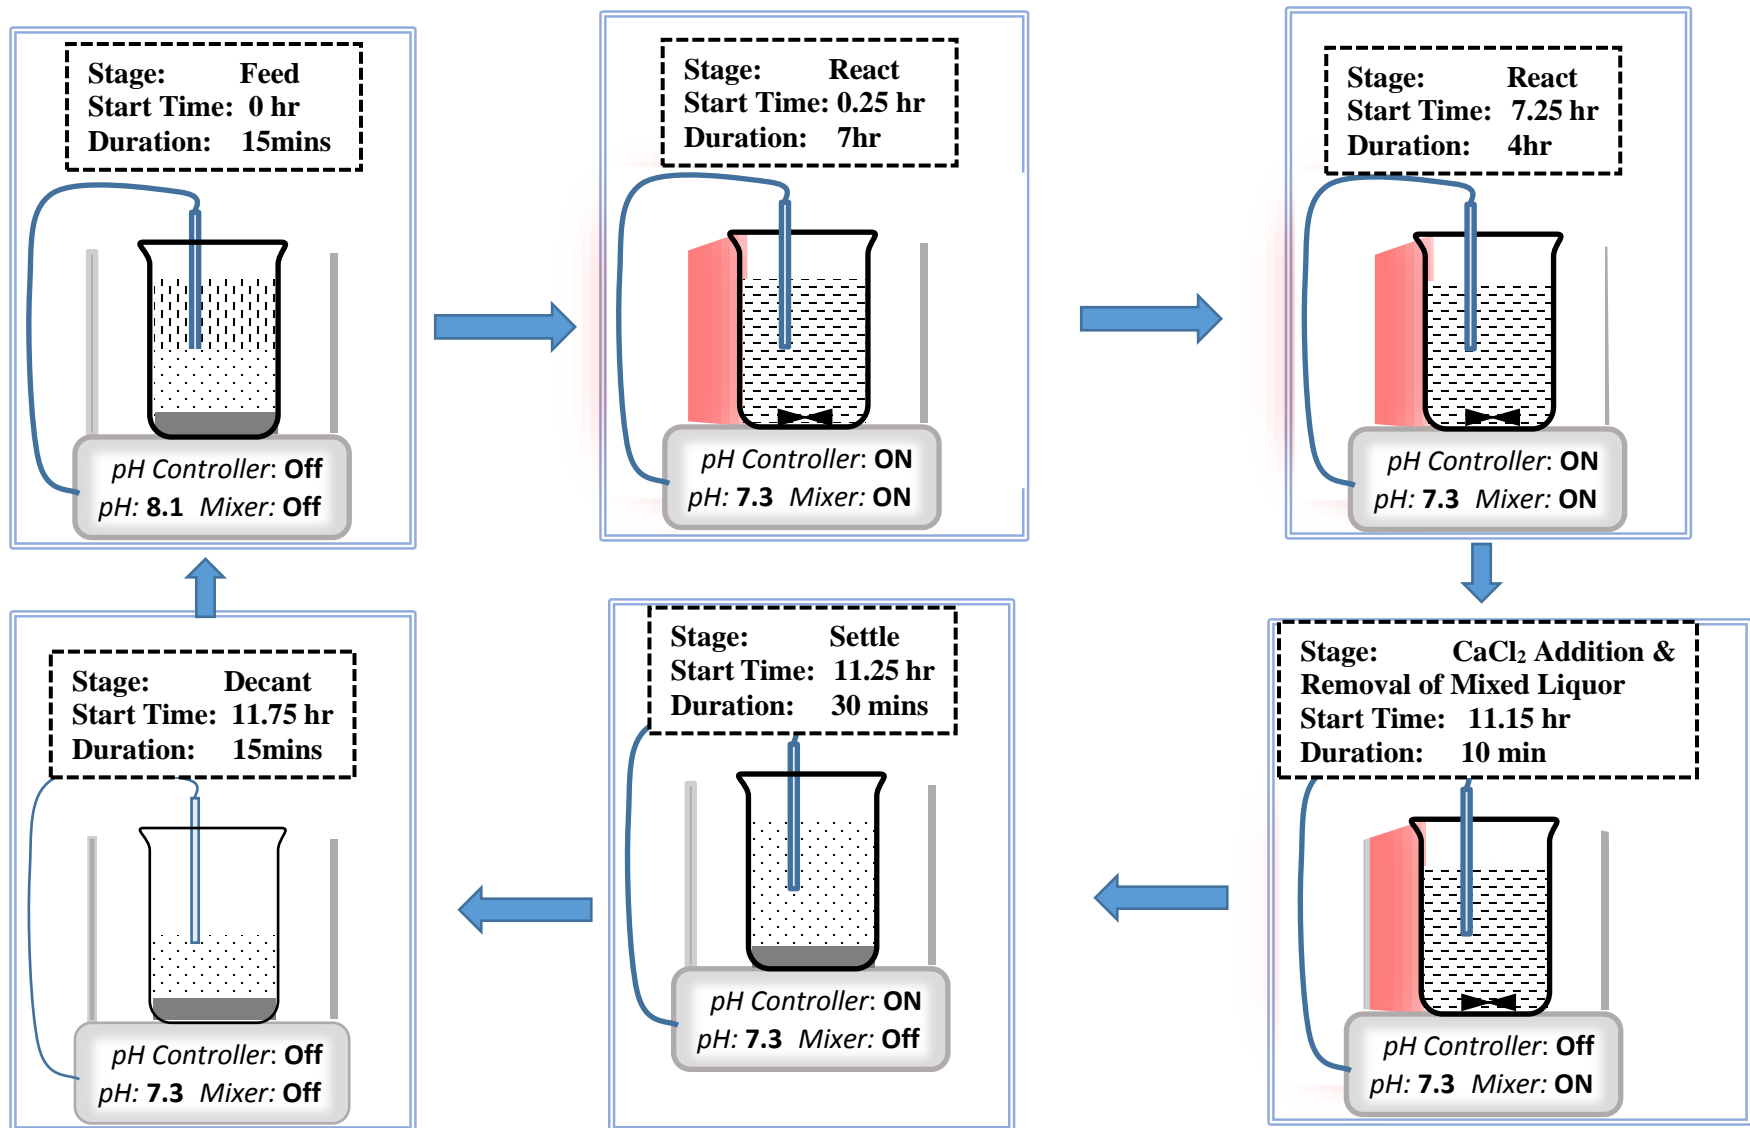 Stage: Feed
Start Time: 0 hr
Duration: 15mins
pH Controller: Off
pH: 8.1 Mixer: Off
Stage: React
Start Time: 0.25 hr
Duration: 7hr
pH Controller: ON
pH: 7.3 Mixer: ON
Stage: React
Start Time: 7.25 hr
Duration: 4hr
pH Controller: ON
pH: 7.3 Mixer: ON
Stage: CaCl₂ Addition &
Removal of Mixed Liquor
Start Time: 11.15 hr
Duration: 10 min
pH Controller: Off
pH: 7.3 Mixer: ON
Stage: Settle
Start Time: 11.25 hr
Duration: 30 mins
pH Controller: ON
pH: 7.3 Mixer: Off
Stage: Decant
Start Time: 11.75 hr
Duration: 15mins
pH Controller: Off
pH: 7.3 Mixer: Off